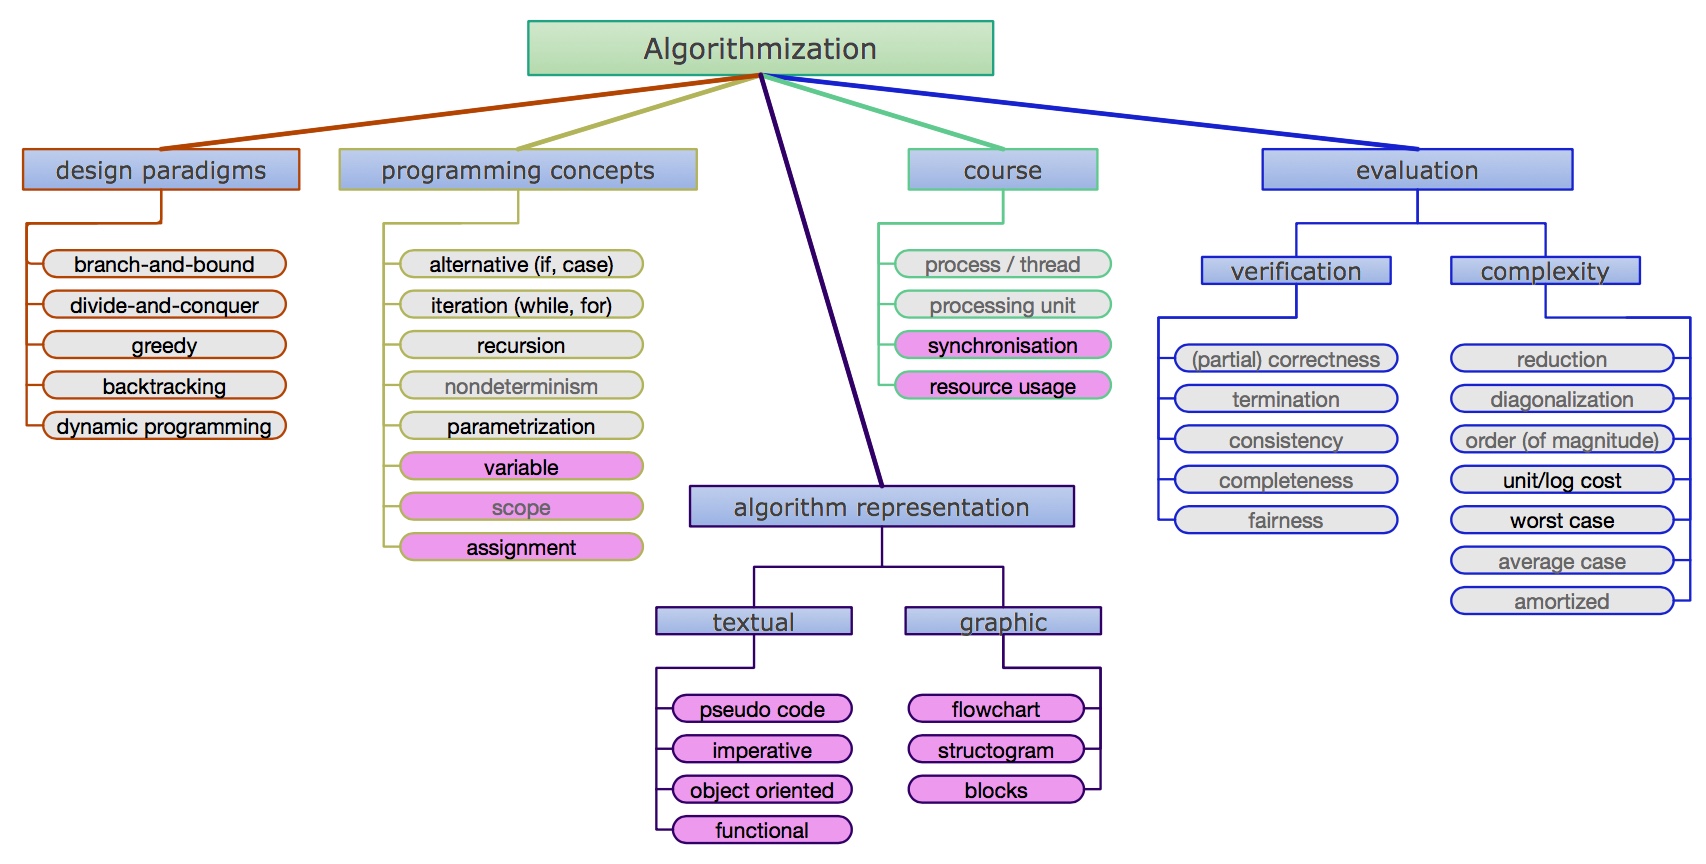 Algorithmization
design paradigms
branch-and-bound
divide-and-conquer
greedy
backtracking
dynamic programming
programming concepts
alternative (if, case)
iteration (while, for)
recursion
nondeterminism
parametrization
variable
scope
assignment
algorithm representation
textual
pseudo code
imperative
object oriented
functional
graphic
flowchart
structogram
blocks
course
process / thread
processing unit
synchronisation
resource usage
evaluation
verification
(partial) correctness
termination
consistency
completeness
fairness
complexity
reduction
diagonalization
order (of magnitude)
unit/log cost
worst case
average case
amortized